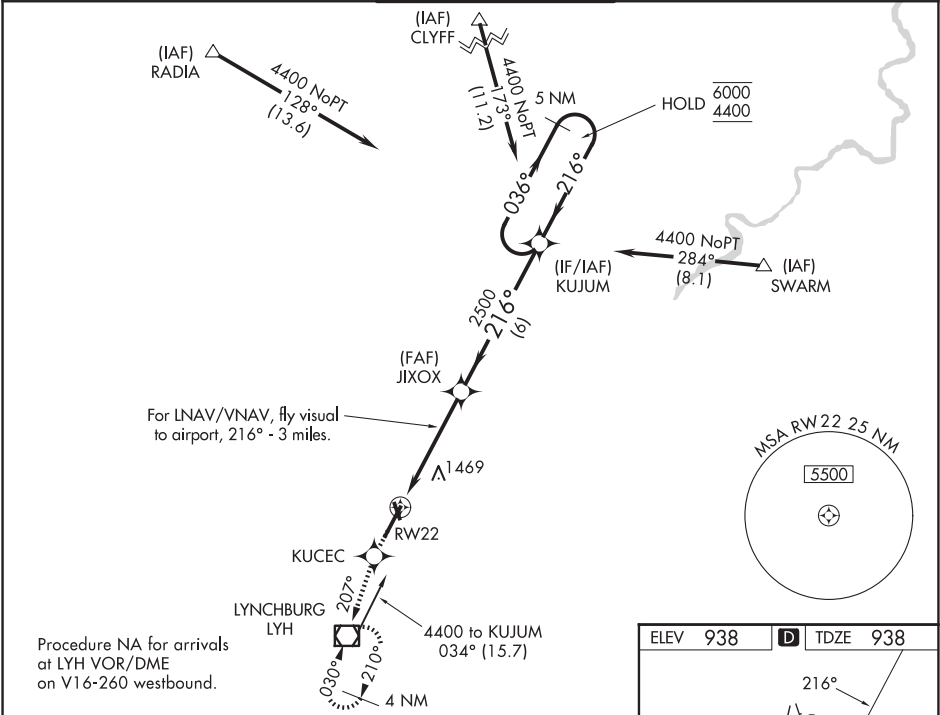 (IAF)
CLYFF
(IAF)
RADIA
4400 NoPT
128°
(13.6)
4400 NoPT
173°
(11.2)
5 NM
HOLD
6000
4400
036°
216°
4400 NoPT
284°
(8.1)
(IAF)
SWARM
(IF/IAF)
KUJUM
2500
216°
(6)
(FAF)
JIXOX
For LNAV/VNAV, fly visual
to airport, 216° - 3 miles.
1469
MSA RW22 25 NM
5500
RW22
KUCEC
207°
LYNCHBURG
LYH
4400 to KUJUM
034° (15.7)
030°
210°
4 NM
Procedure NA for arrivals
at LYH VOR/DME
on V16-260 westbound.
ELEV 938 D TDZE 938
216°